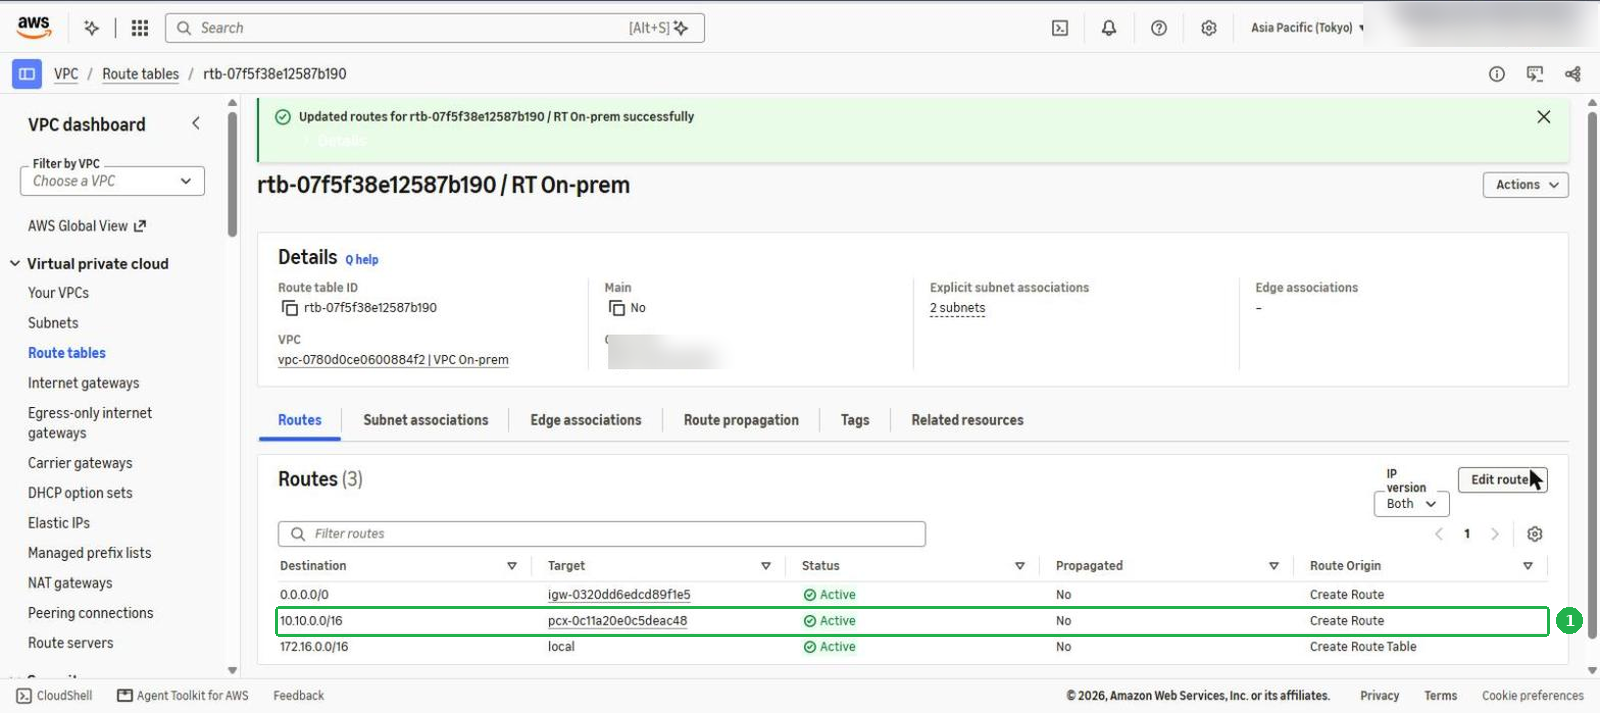 aws
Search
[Alt+S]
Asia Pacific (Tokyo)
VPC / Route tables / rtb-07f5f38e12587b190
VPC dashboard
Filter by VPC
Choose a VPC
AWS Global View
Virtual private cloud
Your VPCs
Subnets
Route tables
Internet gateways
Egress-only internet
gateways
Carrier gateways
DHCP option sets
Elastic IPs
Managed prefix lists
NAT gateways
Peering connections
Route servers
Updated routes for rtb-07f5f38e12587b190 / RT On-prem successfully
Details
rtb-07f5f38e12587b190 / RT On-prem
Actions
Details Q help
Route table ID
rtb-07f5f38e12587b190
Main
No
Explicit subnet associations
2 subnets
Edge associations
–
VPC
vpc-0780d0ce0600884f2 | VPC On-prem
Routes
Subnet associations
Edge associations
Route propagation
Tags
Related resources
Routes (3)
IP
version
Both
Edit route
Filter routes
1
Destination Target Status Propagated Route Origin
0.0.0.0/0 igw-0320dd6edcd89f1e5 Active No Create Route
10.10.0.0/16 pcx-0c11a20e0c5deac48 Active No Create Route 1
172.16.0.0/16 local Active No Create Route Table
CloudShell
Agent Toolkit for AWS
Feedback
© 2026, Amazon Web Services, Inc. or its affiliates.
Privacy
Terms
Cookie preferences